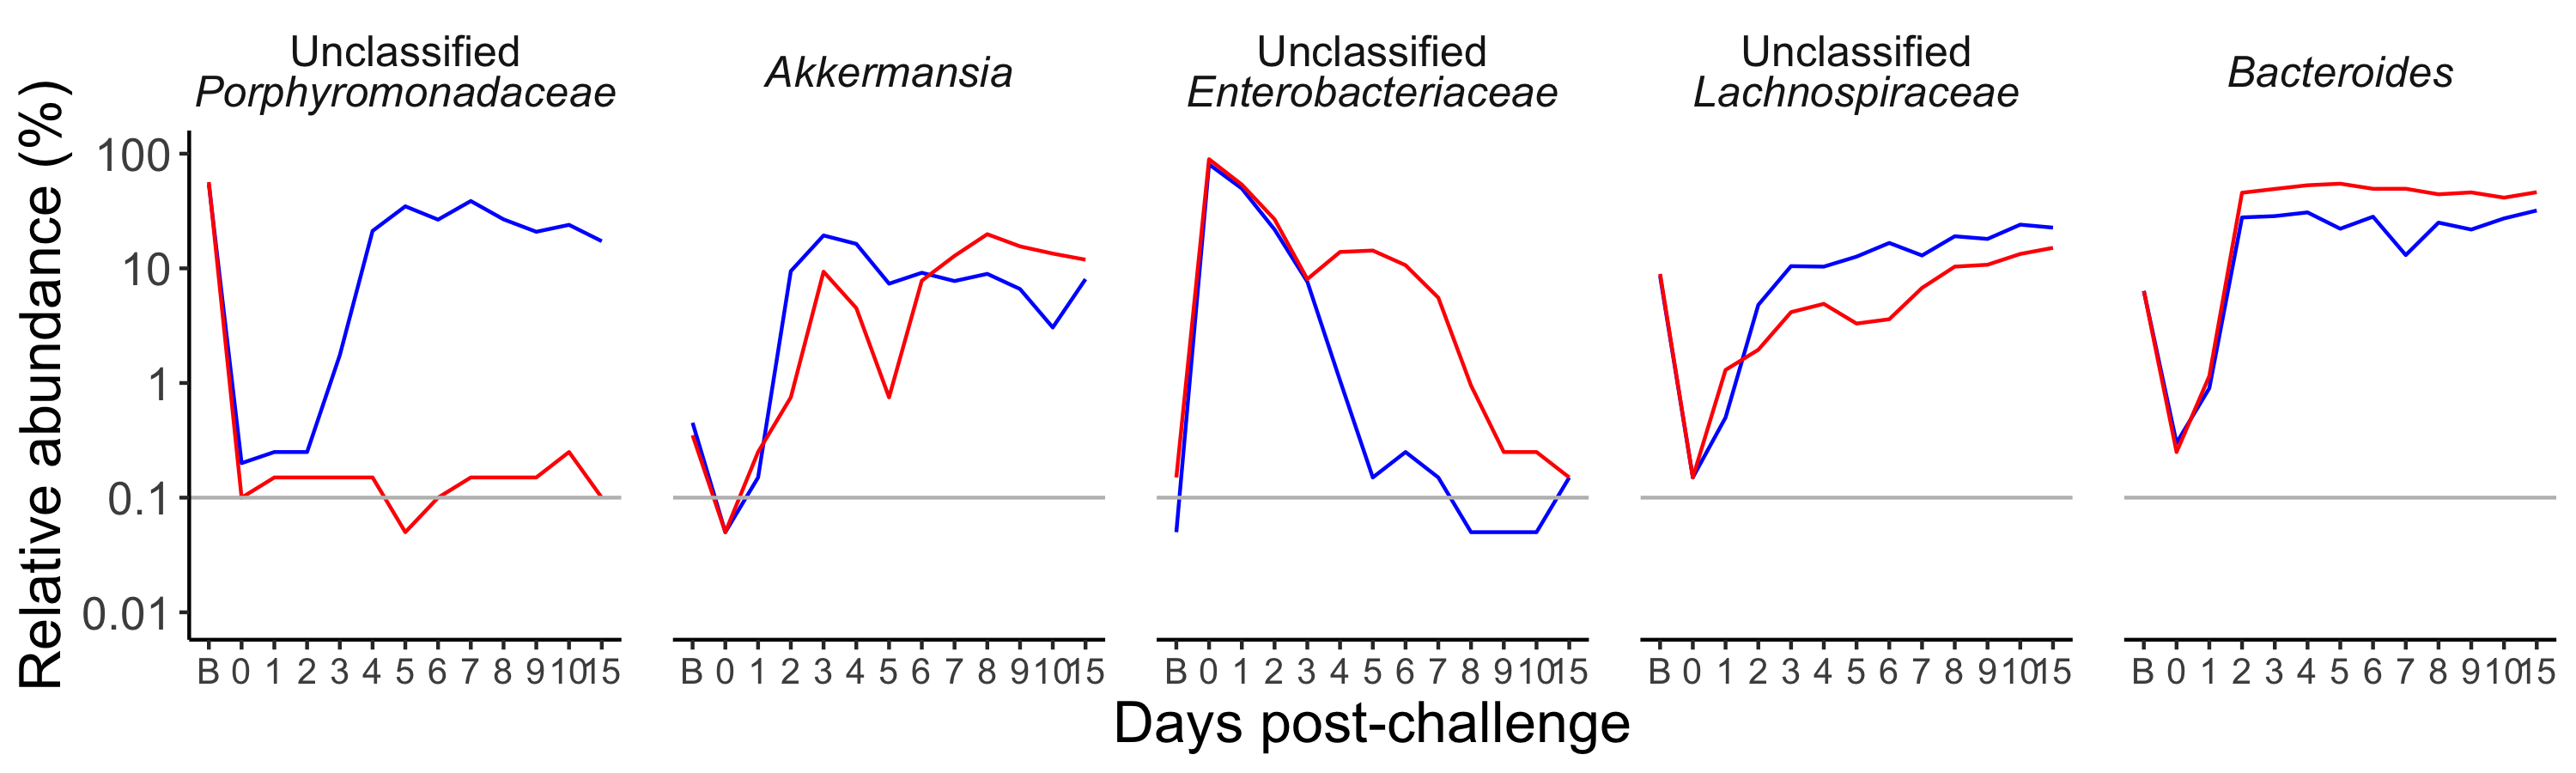 Unclassified
Porphyromonadaceae
Akkermansia
Unclassified
Enterobacteriaceae
Unclassified
Lachnospiraceae
Bacteroides
Relative abundance (%)
100
10
1
0.1
0.01
B 0 1 2 3 4 5 6 7 8 9 10 15
B 0 1 2 3 4 5 6 7 8 9 10 15
B 0 1 2 3 4 5 6 7 8 9 10 15
B 0 1 2 3 4 5 6 7 8 9 10 15
B 0 1 2 3 4 5 6 7 8 9 10 15
Days post-challenge